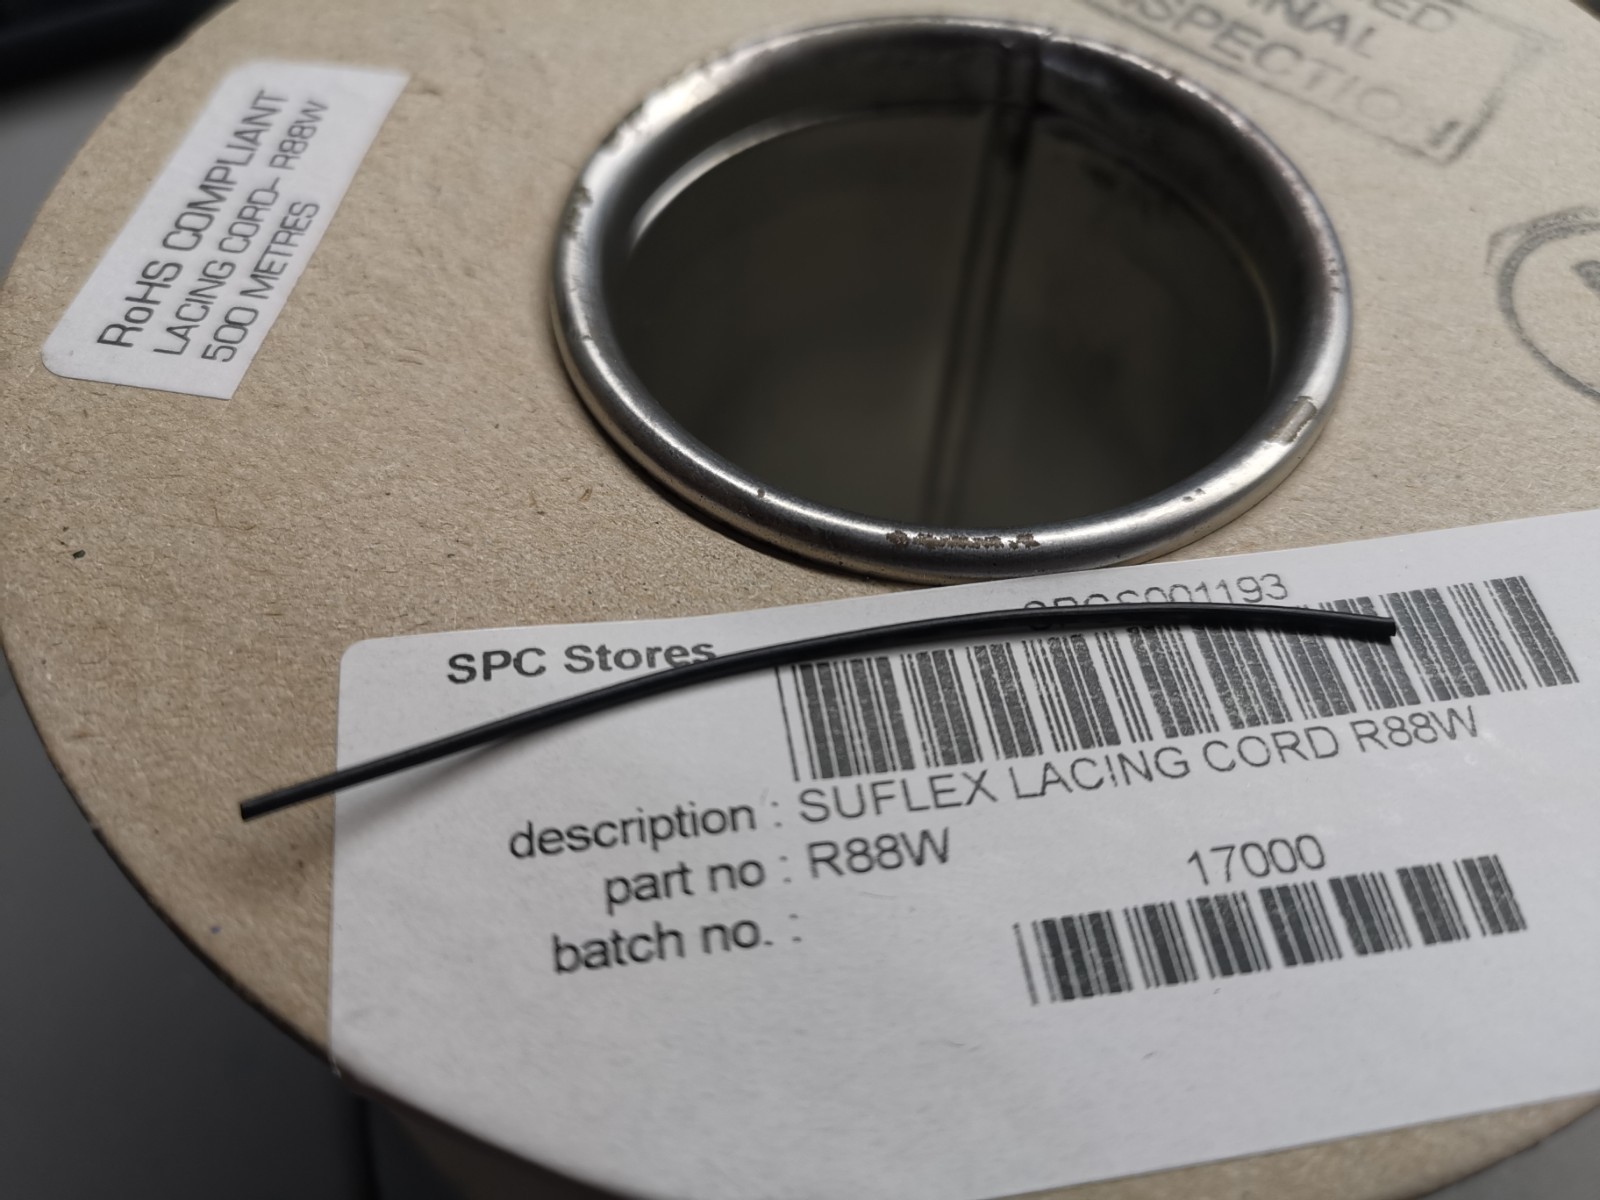 RoHS COMPLIANT
LACING CORD- R88W
500 METRES
INAL
SPC Stores
description : SUFLEX LACING CORD R88W
part no : R88W
17000
batch no. :